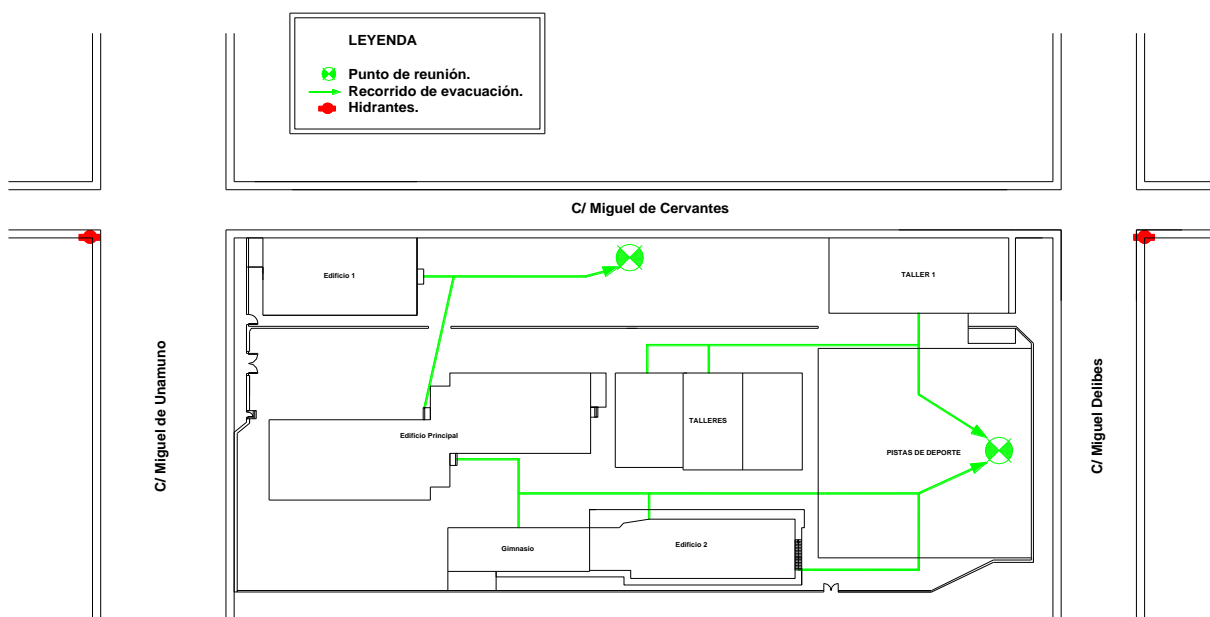 LEYENDA
Punto de reunión.
Recorrido de evacuación.
Hidrantes.
C/ Miguel de Cervantes
Edificio 1
TALLER 1
C/ Miguel de Unamuno
C/ Miguel Delibes
TALLERES
Edificio Principal
PISTAS DE DEPORTE
Gimnasio
Edificio 2